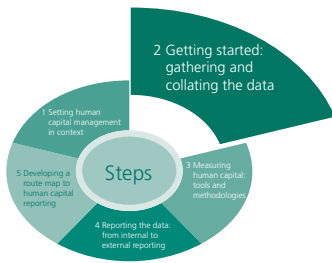 2 Getting started:
gathering and
collating the data
1 Setting human
capital management
in context
Steps
3 Measuring
human capital:
tools and
methodologies
5 Developing a
route map to
human capital
reporting
4 Reporting the data:
from internal to
external reporting